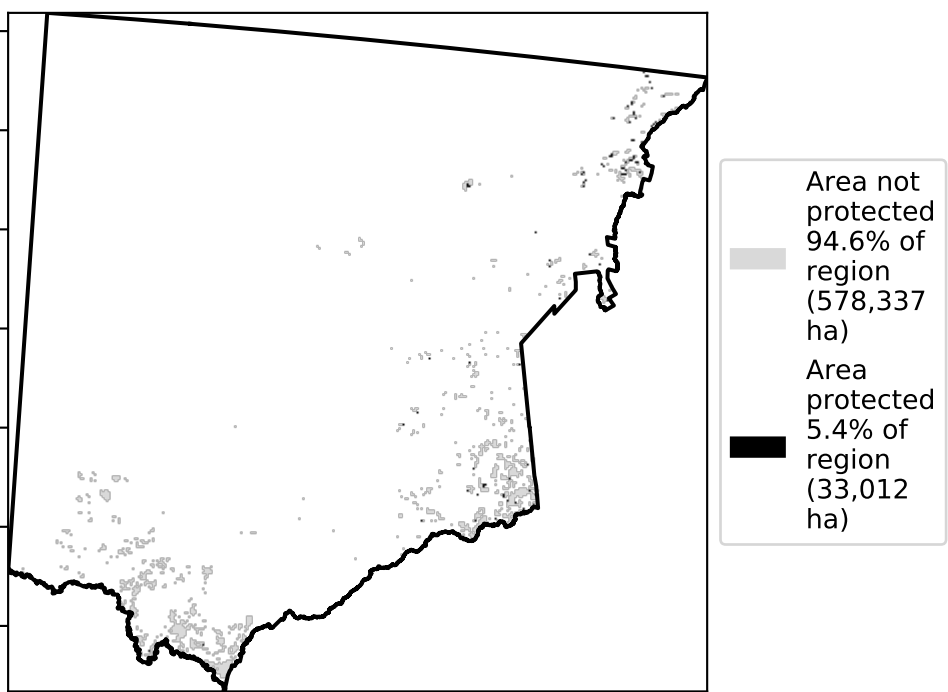 Area not
protected
94.6% of
region
(578,337
ha)
Area
protected
5.4% of
region
(33,012
ha)